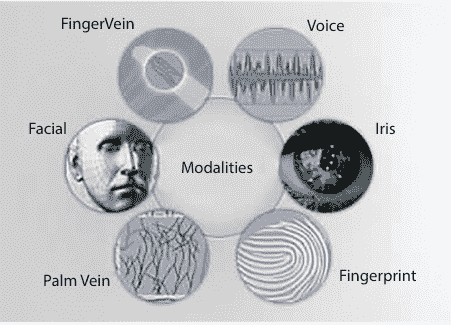 FingerVein
Voice
Facial
Iris
Modalities
Palm Vein
Fingerprint